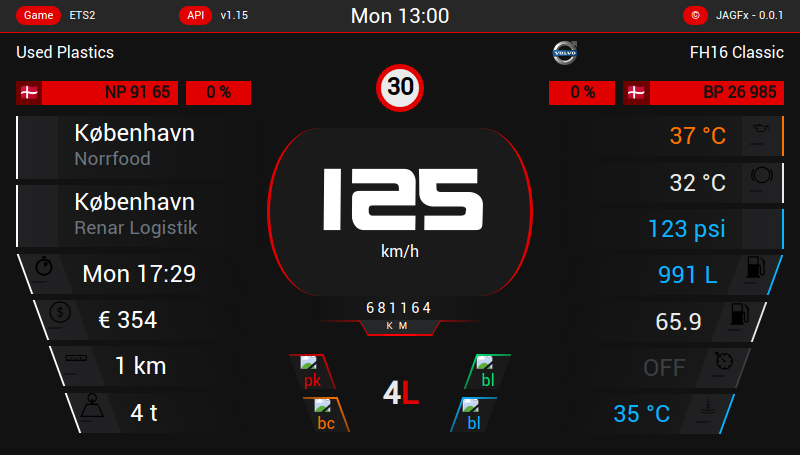 Game ETS2 API v1.15 Mon 13:00 © JAGFx - 0.0.1
Used Plastics VOLVO FH16 Classic
NP 91 65 0 % 30 0 % BP 26 985
København
Norrfood
37 °C
32 °C
København
Renar Logistik
123 psi
125
km/h
Mon 17:29
991 L
€ 354
681164
KM
65.9
1 km
OFF
pk
bl
4L
4 t
bc
bl
35 °C